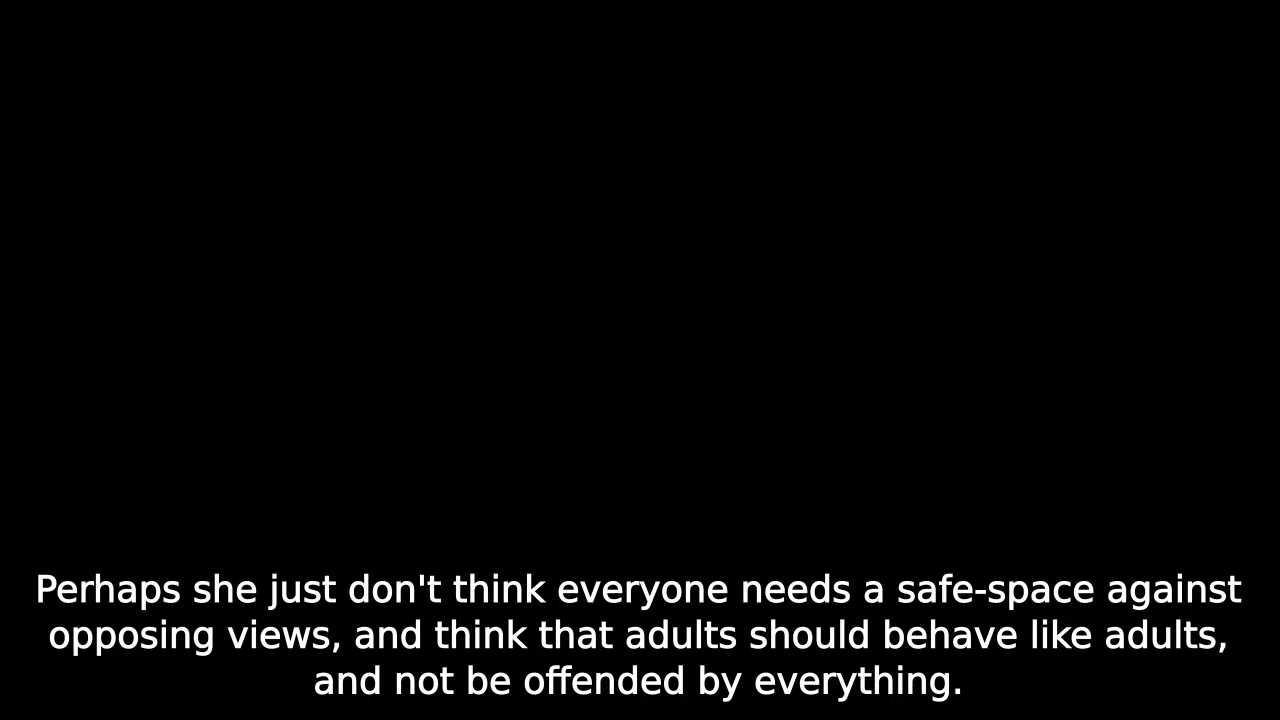 Perhaps she just don't think everyone needs a safe-space against
opposing views, and think that adults should behave like adults,
and not be offended by everything.